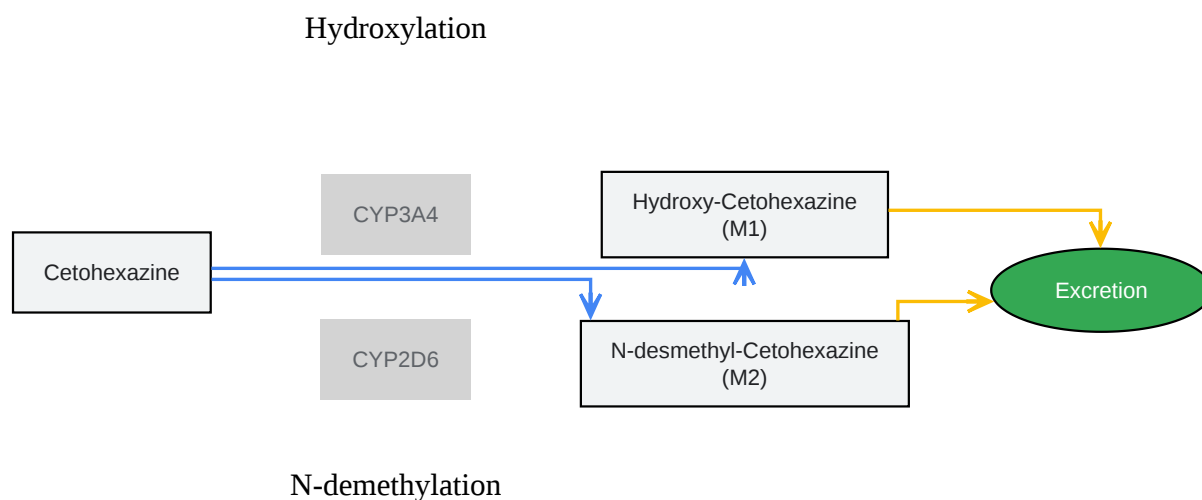 Hydroxylation
CYP3A4
Hydroxy-Cetohexazine
(M1)
Cetohexazine
Excretion
CYP2D6
N-desmethyl-Cetohexazine
(M2)
N-demethylation